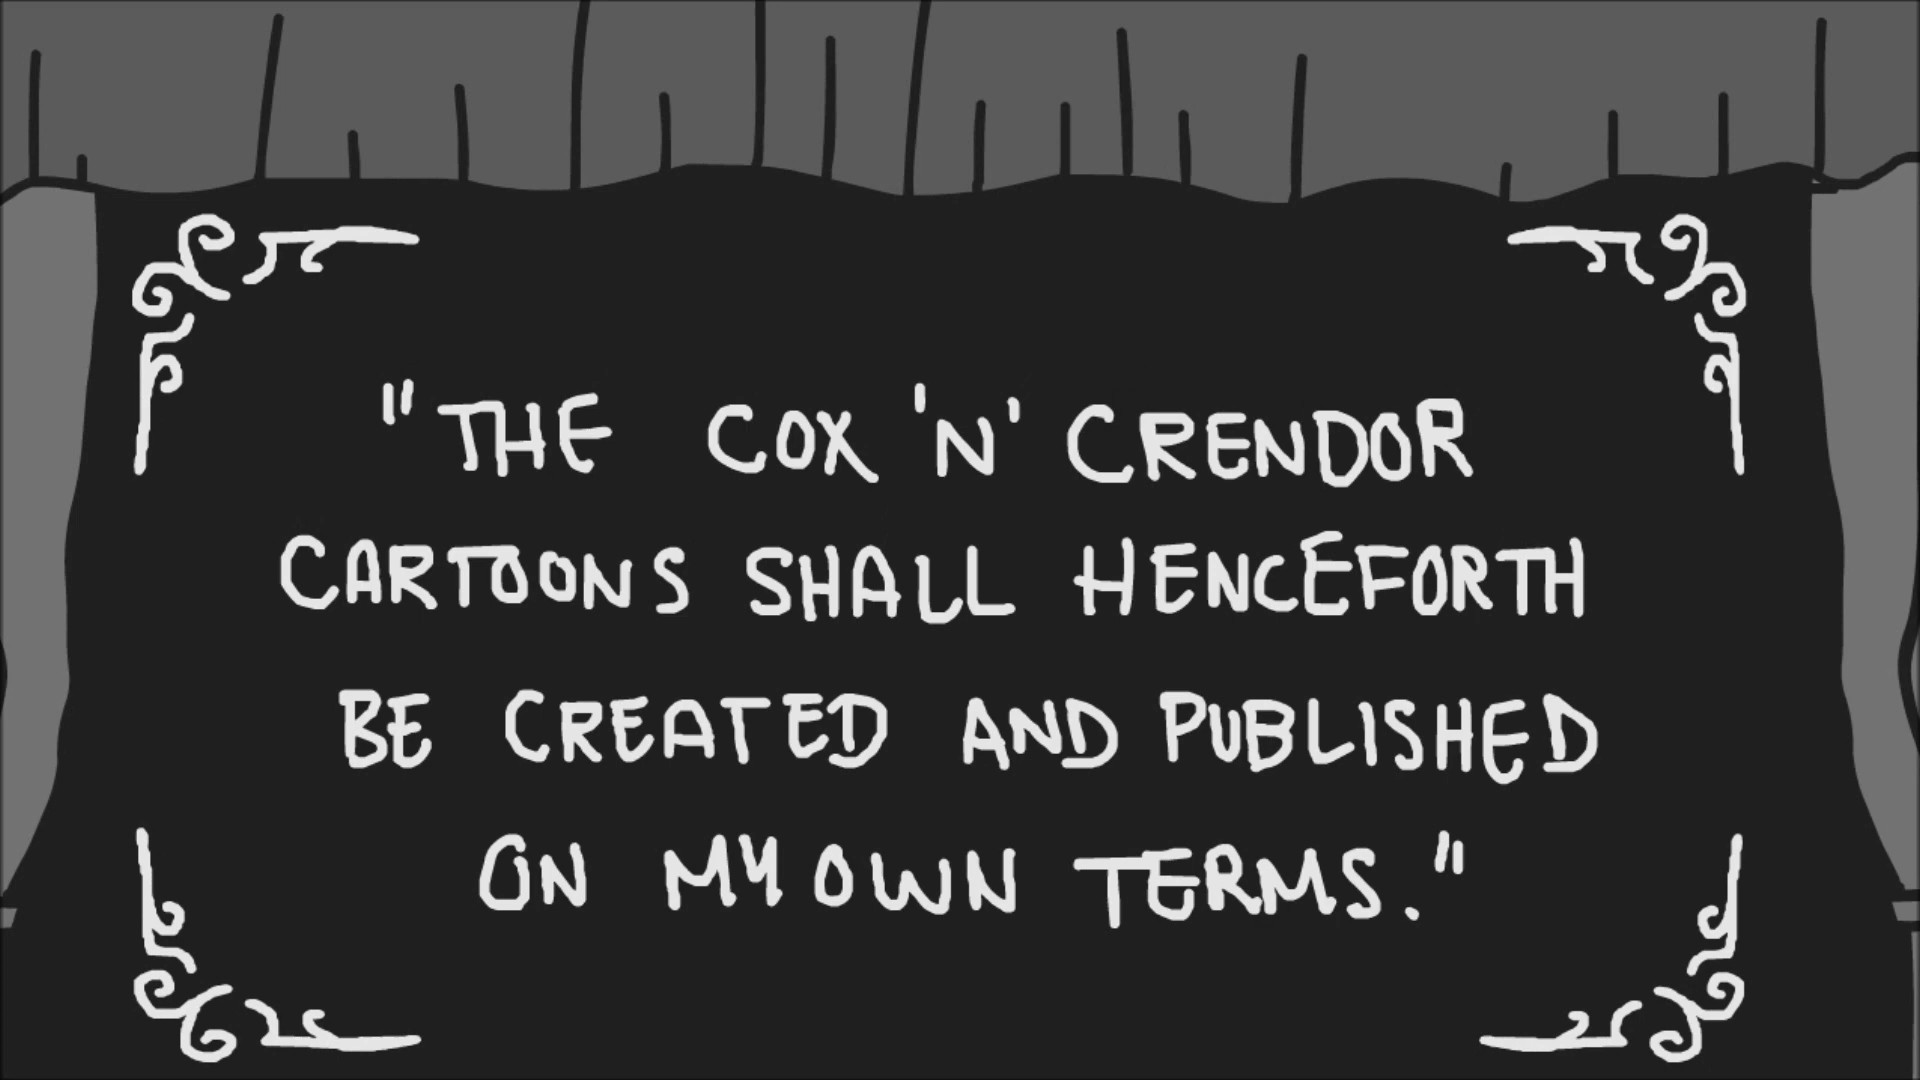 "THE COX 'N' CRENDOR
CARTOONS SHALL HENCEFORTH
BE CREATED AND PUBLISHED
ON MY OWN TERMS."